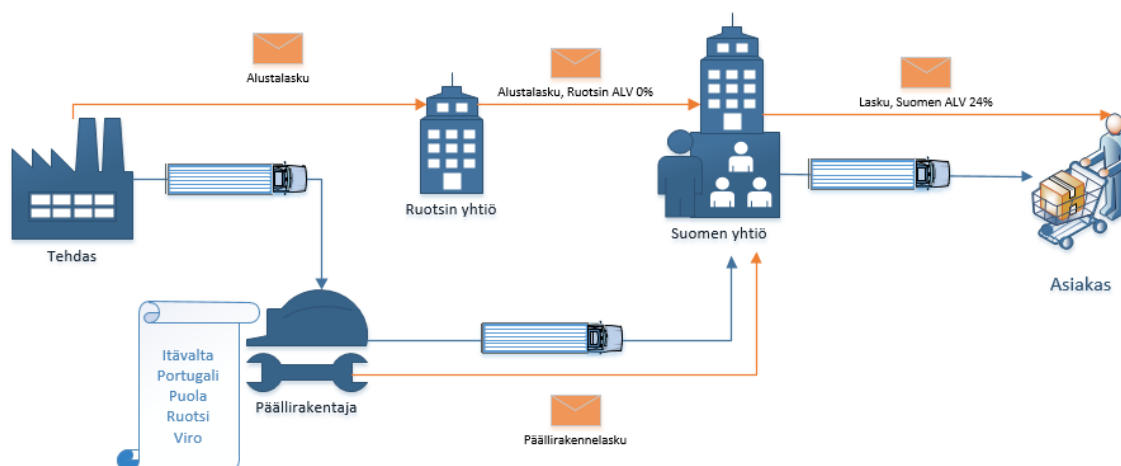 Alustalasku
Alustalasku, Ruotsin ALV 0%
Lasku, Suomen ALV 24%
Tehdas
Ruotsin yhtiö
Suomen yhtiö
Asiakas
Itävalta
Portugali
Puola
Ruotsi
Viro
Päällirakentaja
Päällirakennelasku